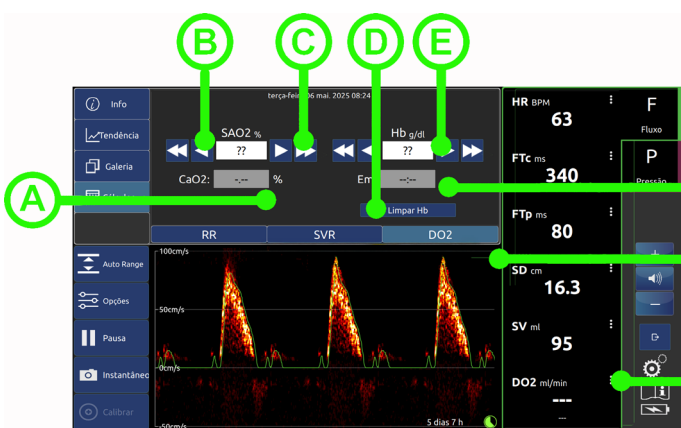 B
C
D
E
A
terça-feira, 06 mai. 2025 08:24
Info
Tendência
Galeria
SAO2 %
??
Hb g/dl
??
CaO2:
-.--
%
Em
--:--
Limpar Hb
RR
SVR
DO2
Auto Range
Opções
Pausa
Instantâneo
Calibrar
100cm/s
-50cm/s
0cm/s
-50cm/s
5 dias 7 h
HR BPM
63
FTc ms
340
FTp ms
80
SD cm
16.3
SV ml
95
DO2 ml/min
---
---
F
Fluxo
P
Pressão
+
−